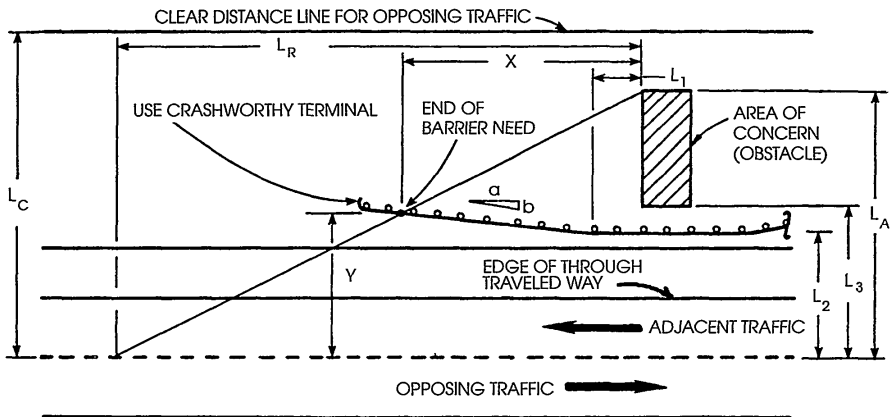 CLEAR DISTANCE LINE FOR OPPOSING TRAFFIC
L_R
X
L_1
USE CRASHWORTHY TERMINAL
END OF
BARRIER NEED
AREA OF
CONCERN
(OBSTACLE)
L_C
a
b
L_A
Y
EDGE OF THROUGH
TRAVELED WAY
L_2
L_3
ADJACENT TRAFFIC
OPPOSING TRAFFIC